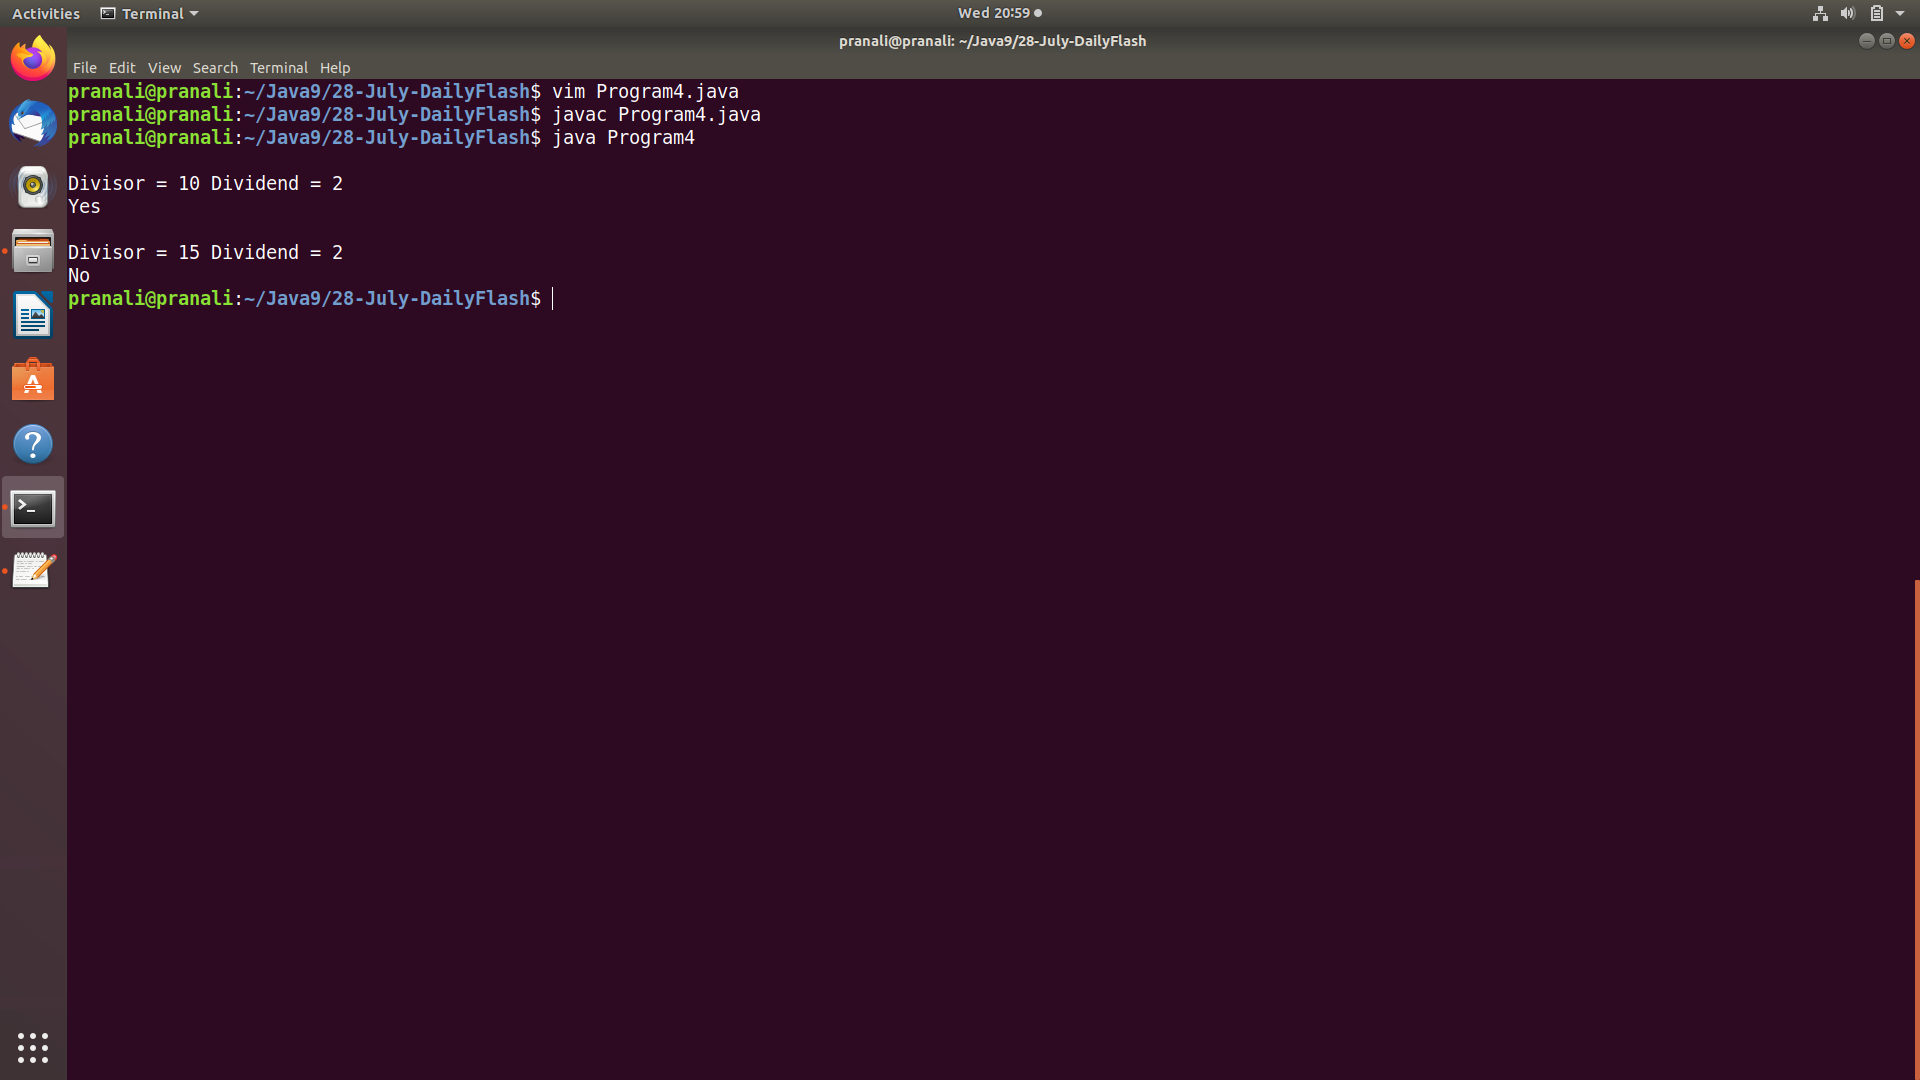 Activities Terminal Wed 20:59
pranali@pranali: ~/Java9/28-July-DailyFlash
File Edit View Search Terminal Help
pranali@pranali:~/Java9/28-July-DailyFlash$ vim Program4.java
pranali@pranali:~/Java9/28-July-DailyFlash$ javac Program4.java
pranali@pranali:~/Java9/28-July-DailyFlash$ java Program4
Divisor = 10 Dividend = 2
Yes
Divisor = 15 Dividend = 2
No
pranali@pranali:~/Java9/28-July-DailyFlash$